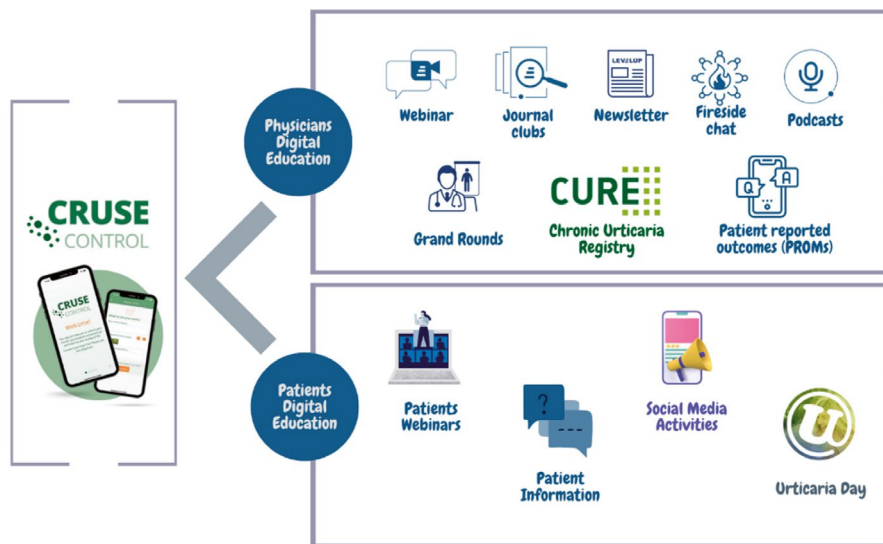 CRUSE
CONTROL
CRUSE
CONTROL
Physicians
Digital
Education
Webinar
Journal
clubs
LEVELUP
Newsletter
Fireside
chat
Podcasts
Grand Rounds
CURE
Chronic Urticaria
Registry
Q
A
Patient reported
outcomes (PROMs)
Patients
Digital
Education
Patients
Webinars
?
Patient
Information
Social Media
Activities
u
Urticaria Day